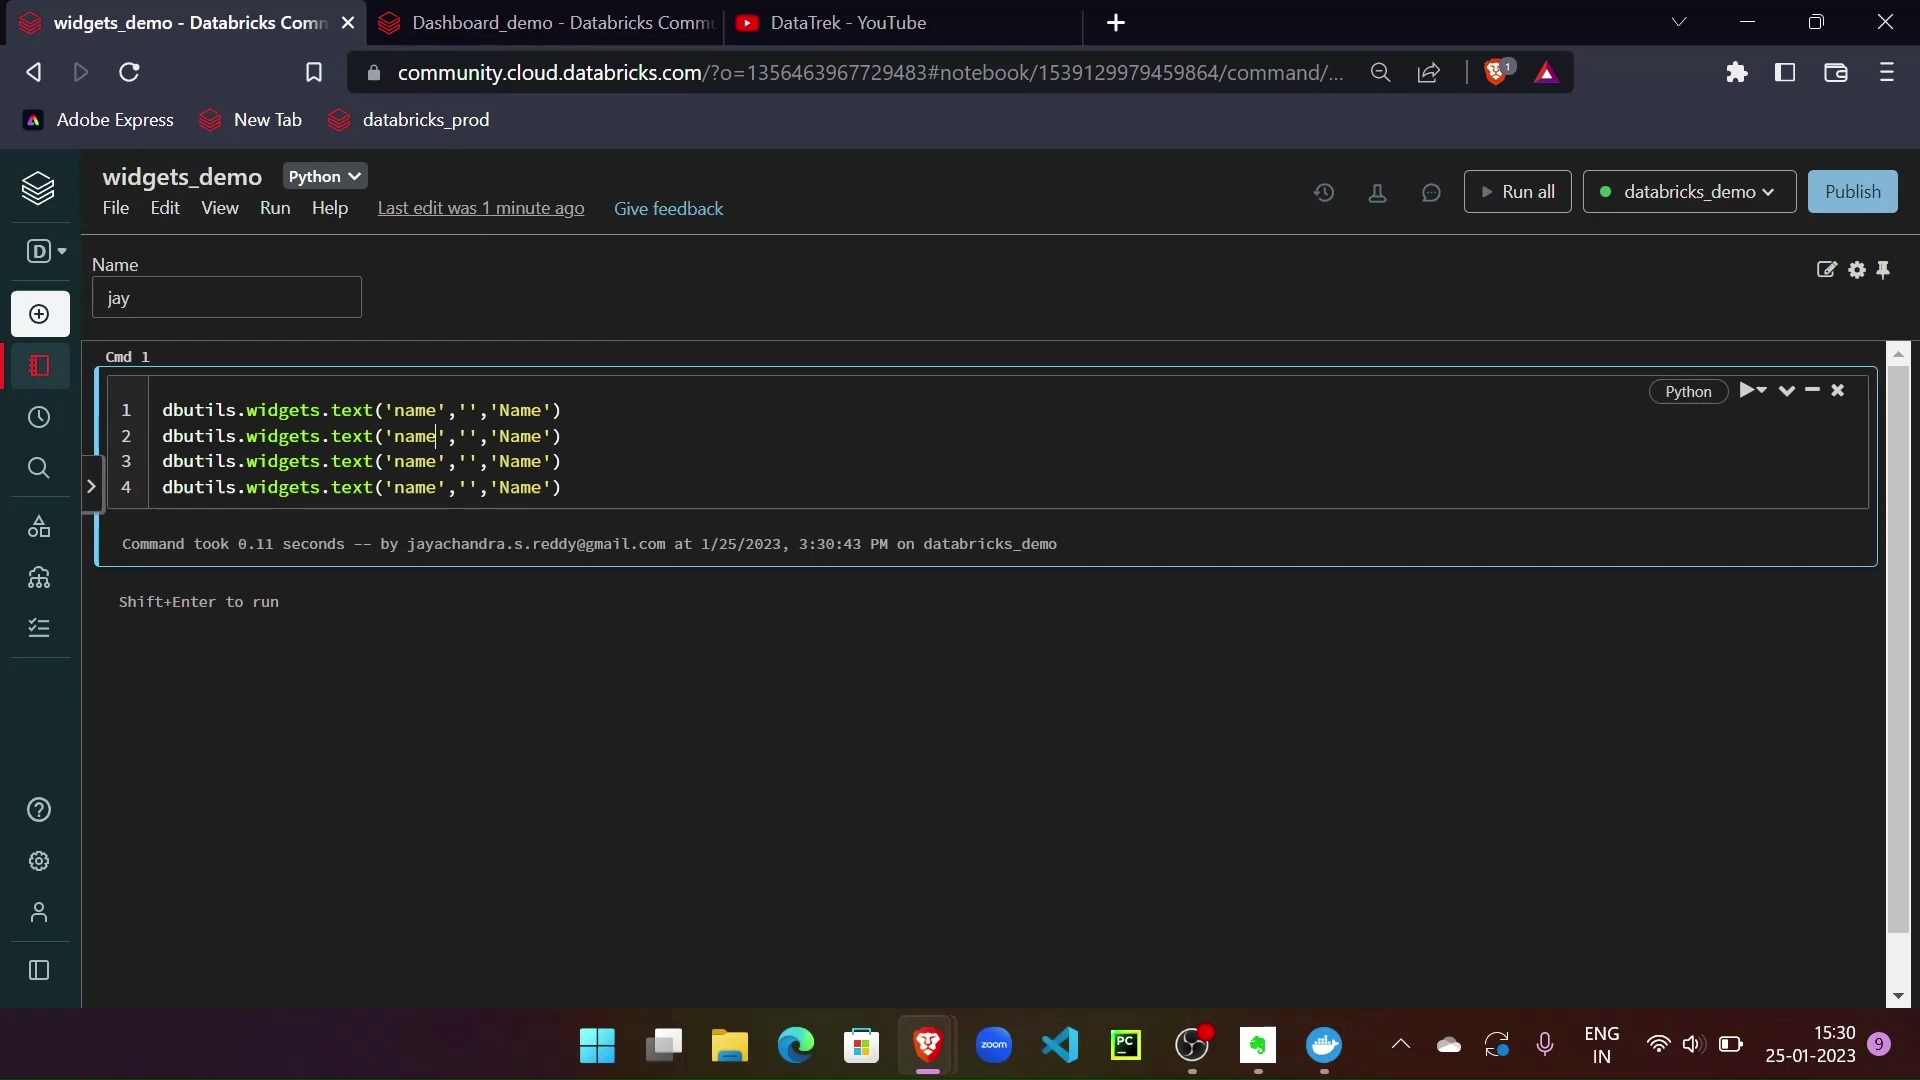 widgets_demo - Databricks Comm
Dashboard_demo - Databricks Commu
DataTrek - YouTube
community.cloud.databricks.com/?o=1356463967729483#notebook/1539129979459864/command/...
1
Adobe Express
New Tab
databricks_prod
widgets_demo
Python
File Edit View Run Help Last edit was 1 minute ago Give feedback
Run all
databricks_demo
Publish
D
Name
jay
Cmd 1
Python
1 dbutils.widgets.text('name','','Name')
2 dbutils.widgets.text('name','','Name')
3 dbutils.widgets.text('name','','Name')
4 dbutils.widgets.text('name','','Name')
Command took 0.11 seconds -- by jayachandra.s.reddy@gmail.com at 1/25/2023, 3:30:43 PM on databricks_demo
Shift+Enter to run
zoom
PC
ENG
IN
15:30
25-01-2023
9